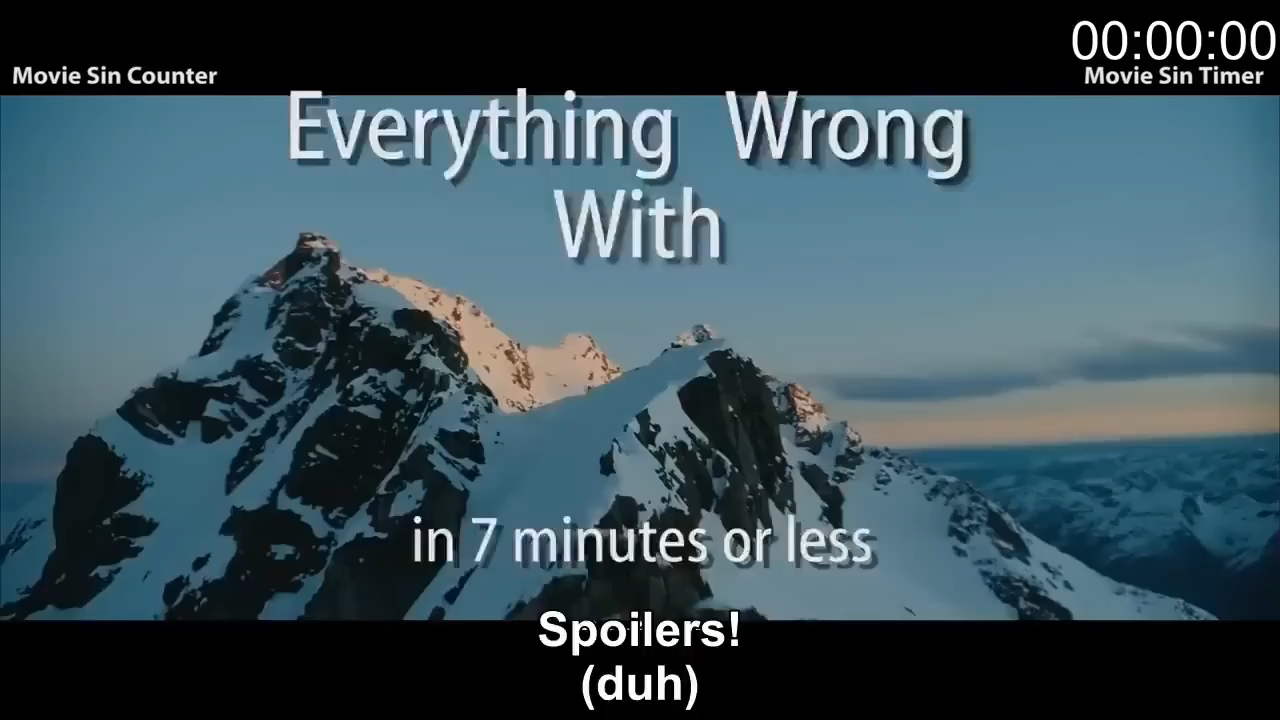 00:00:00
Movie Sin Counter
Movie Sin Timer
Everything Wrong
With
in 7 minutes or less
Spoilers!
(duh)